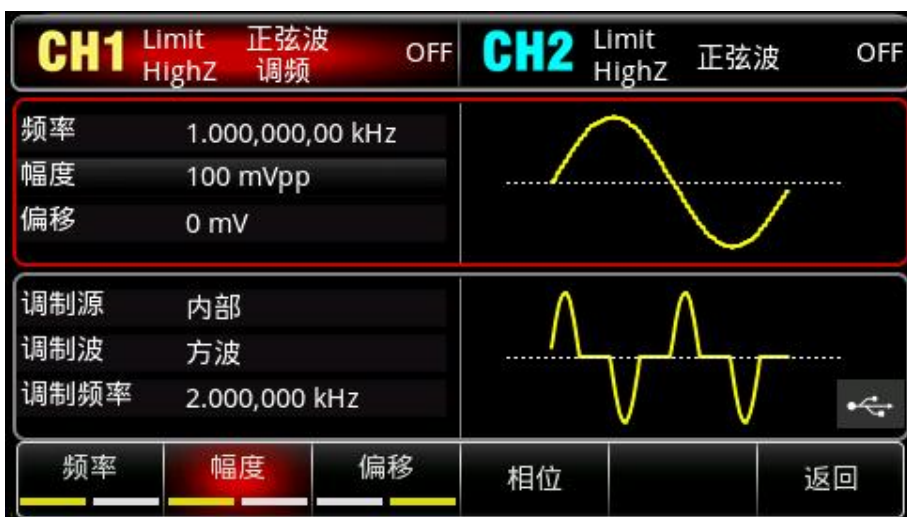 CH1 Limit 正弦波 OFF
HighZ 调频
CH2 Limit 正弦波 OFF
HighZ
频率 1.000,000,00 kHz
幅度 100 mVpp
偏移 0 mV
调制源 内部
调制波 方波
调制频率 2.000,000 kHz
频率 幅度 偏移 相位 返回